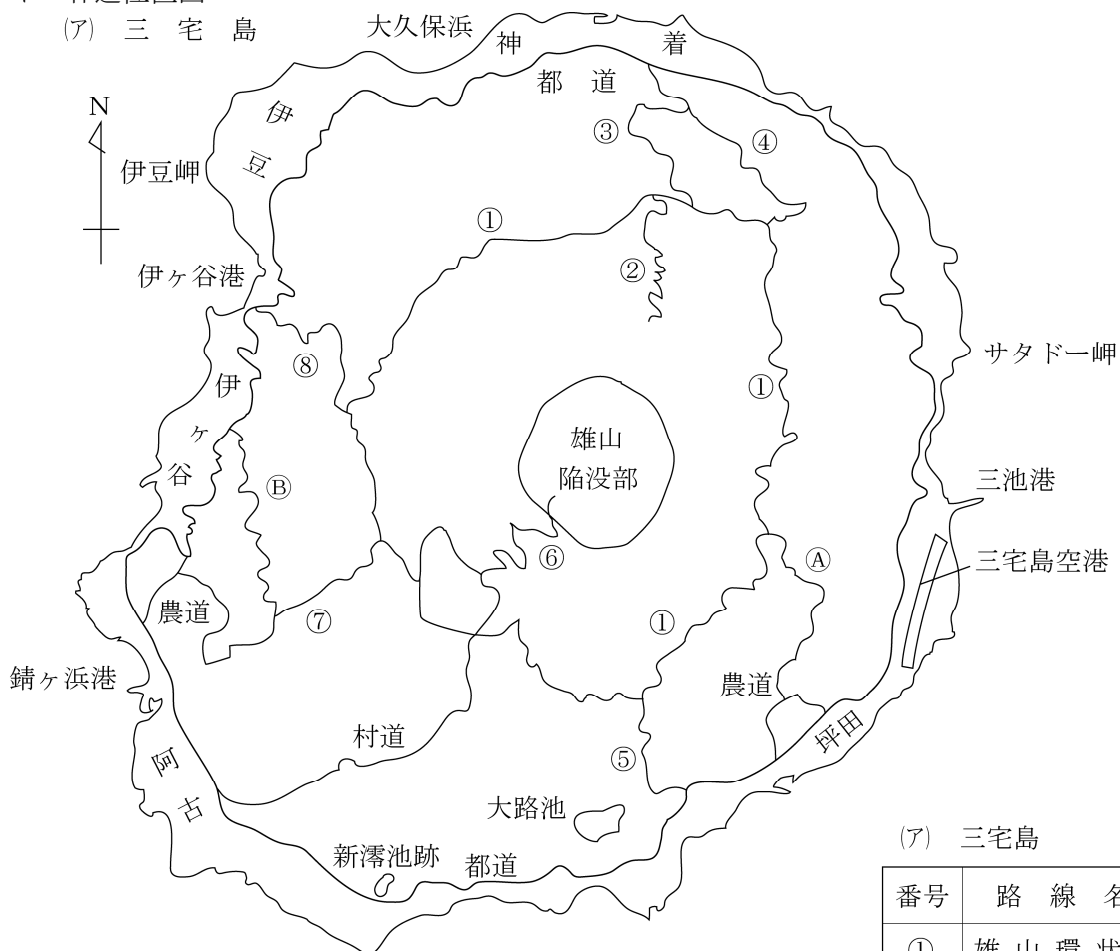 (ア) 三宅島
N
大久保浜
神着
都道
伊豆
伊豆岬
③
④
①
②
伊ヶ谷港
⑧
伊ヶ谷
サタドー岬
①
雄山
陥没部
Ⓑ
三池港
⑥
Ⓐ
三宅島空港
農道
⑦
①
錆ヶ浜港
農道
村道
坪田
阿古
⑤
大路池
新澪池跡
都道
(ア) 三宅島
番号 路線名
①